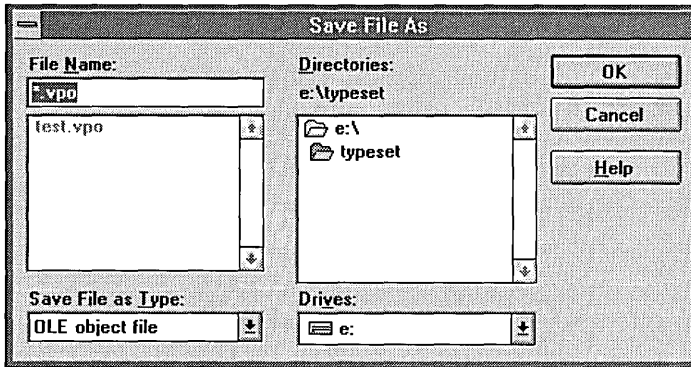 Save File As
File Name:
*.vpo
test.vpo
Save File as Type:
OLE object file
Directories:
e:\typeset
e:\
typeset
Drives:
e:
OK
Cancel
Help